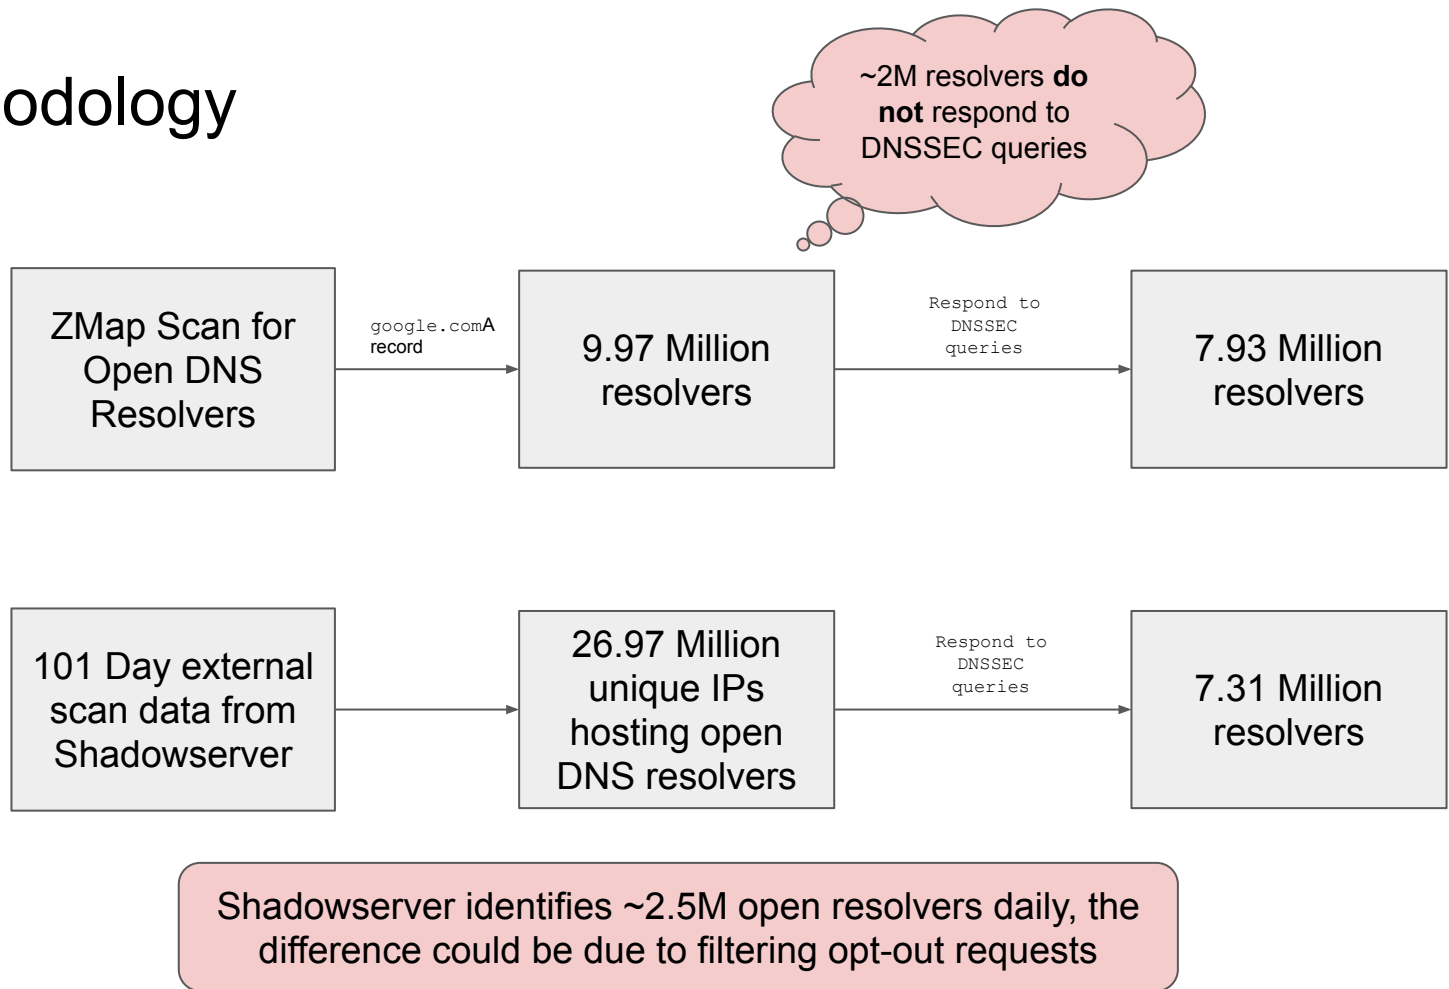 odology
~2M resolvers do
not respond to
DNSSEC queries
ZMap Scan for
Open DNS
Resolvers
google.comA
record
9.97 Million
resolvers
Respond to
DNSSEC
queries
7.93 Million
resolvers
101 Day external
scan data from
Shadowserver
26.97 Million
unique IPs
hosting open
DNS resolvers
Respond to
DNSSEC
queries
7.31 Million
resolvers
Shadowserver identifies ~2.5M open resolvers daily, the
difference could be due to filtering opt-out requests